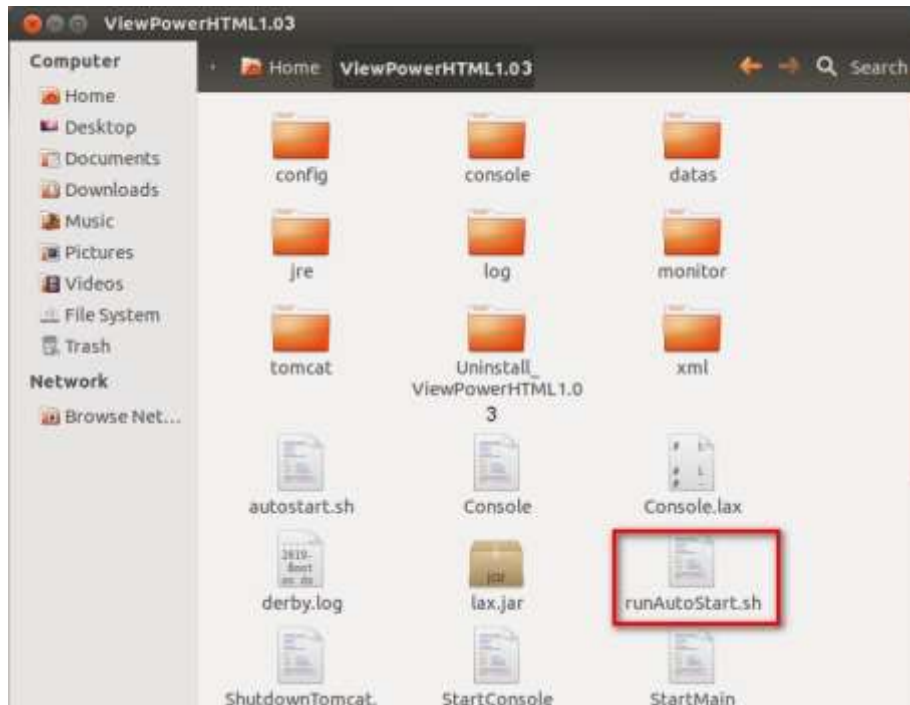 ViewPowerHTML1.03
Computer
Home
Desktop
Documents
Downloads
Music
Pictures
Videos
File System
Trash
Network
Browse Net...
Home ViewPowerHTML1.03 Search
config console datas
jre log monitor
tomcat Uninstall_ xml
ViewPowerHTML1.0
3
autostart.sh Console Console.lax
derby.log lax.jar runAutoStart.sh
ShutdownTomcat. StartConsole StartMain